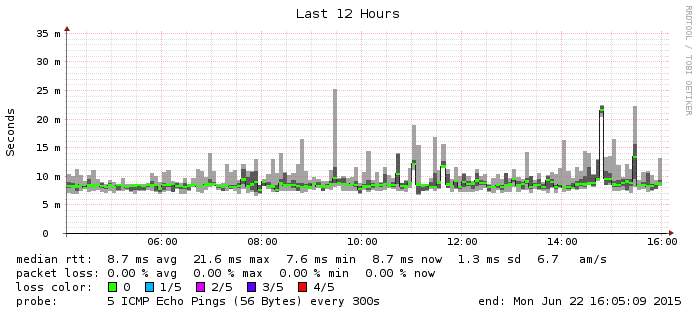 Last 12 Hours
RRDTOOL / TOBI OETIKER
Seconds
35 m
30 m
25 m
20 m
15 m
10 m
5 m
0
06:00 08:00 10:00 12:00 14:00 16:00
median rtt: 8.7 ms avg 21.6 ms max 7.6 ms min 8.7 ms now 1.3 ms sd 6.7 am/s
packet loss: 0.00 % avg 0.00 % max 0.00 % min 0.00 % now
loss color: 0 1/5 2/5 3/5 4/5
probe: 5 ICMP Echo Pings (56 Bytes) every 300s end: Mon Jun 22 16:05:09 2015